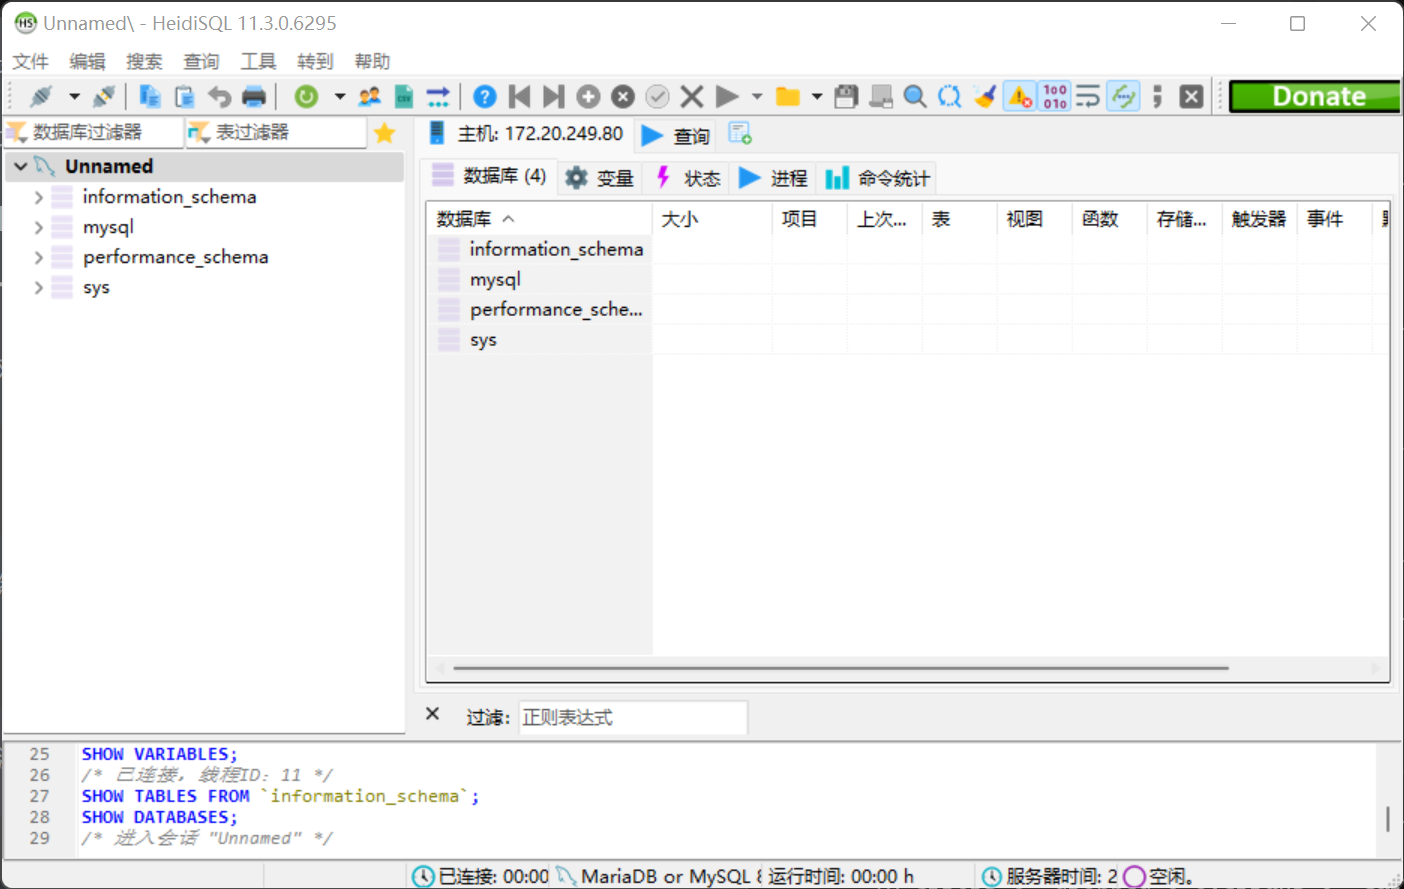 Unnamed\ - HeidiSQL 11.3.0.6295
文件 编辑 搜索 查询 工具 转到 帮助
Donate
数据库过滤器 表过滤器
主机: 172.20.249.80 查询
Unnamed
information_schema
mysql
performance_schema
sys
数据库 (4) 变量 状态 进程 命令统计
数据库 大小 项目 上次... 表 视图 函数 存储... 触发器 事件
information_schema
mysql
performance_sche...
sys
过滤: 正则表达式
25 SHOW VARIABLES;
26 /* 已连接，线程ID：11 */
27 SHOW TABLES FROM `information_schema`;
28 SHOW DATABASES;
29 /* 进入会话 "Unnamed" */
已连接: 00:00 MariaDB or MySQL 8 运行时间: 00:00 h 服务器时间: 2 空闲。